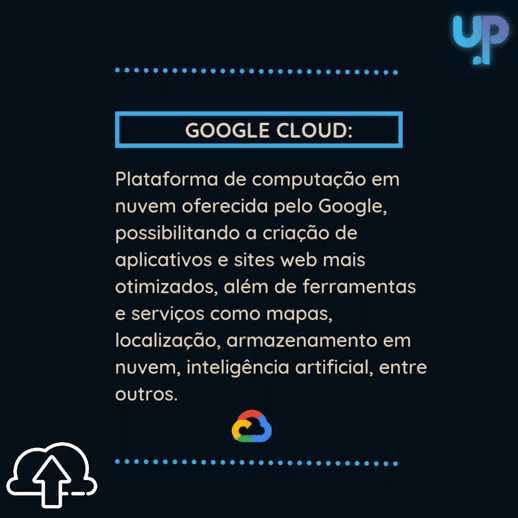 up
GOOGLE CLOUD:
Plataforma de computação em
nuvem oferecida pelo Google,
possibilitando a criação de
aplicativos e sites web mais
otimizados, além de ferramentas
e serviços como mapas,
localização, armazenamento em
nuvem, inteligência artificial, entre
outros.